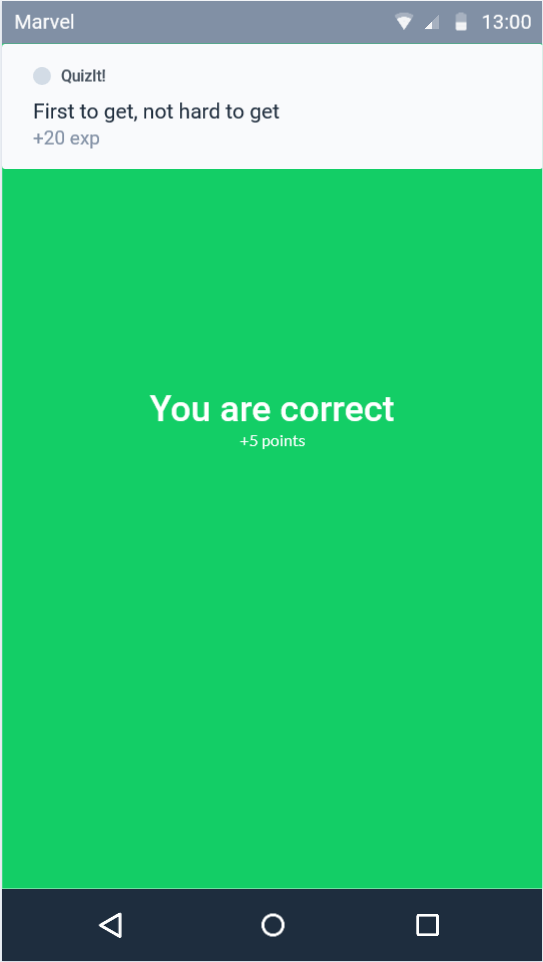 Marvel 13:00
QuizIt!
First to get, not hard to get
+20 exp
You are correct
+5 points